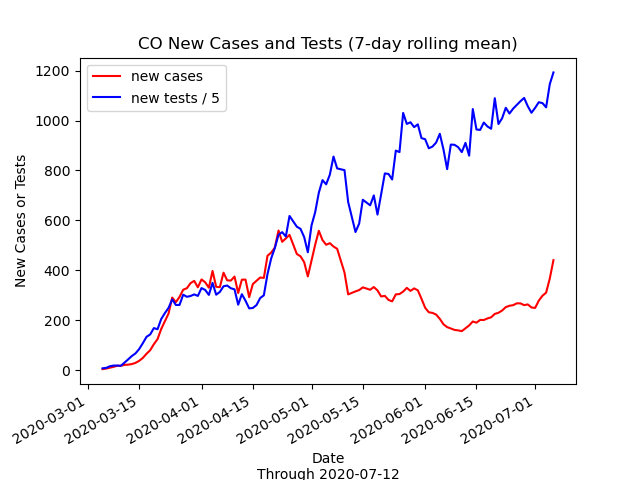 CO New Cases and Tests (7-day rolling mean)
new cases
new tests / 5
1200
1000
800
600
400
200
0
New Cases or Tests
2020-03-01
2020-03-15
2020-04-01
2020-04-15
2020-05-01
2020-05-15
2020-06-01
2020-06-15
2020-07-01
Date
Through 2020-07-12